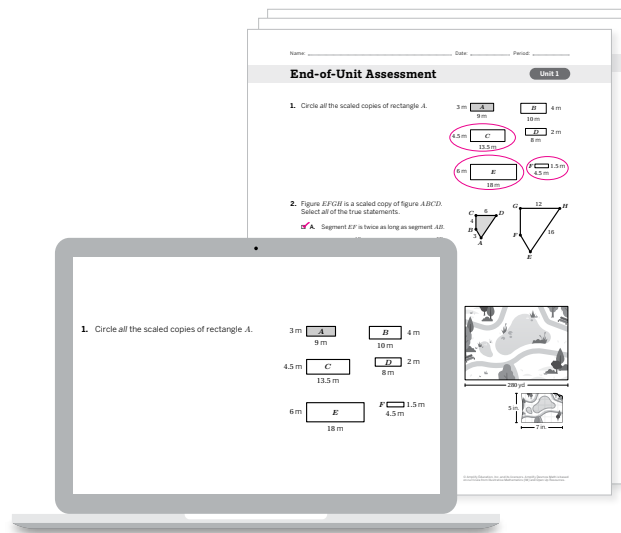 Name: Date: Period:
End-of-Unit Assessment
Unit 1
1. Circle all the scaled copies of rectangle A.
3 m A
9 m
B 4 m
10 m
4.5 m C
13.5 m
D 2 m
8 m
6 m E
18 m
F 1.5 m
4.5 m
2. Figure EFGH is a scaled copy of figure ABCD.
Select all of the true statements.
A. Segment EF is twice as long as segment AB.
C 6 D
4
B
3
A
G 12 H
F 16
E
280 yd
5 in.
7 in.
1. Circle all the scaled copies of rectangle A.
3 m A
9 m
B 4 m
10 m
4.5 m C
13.5 m
D 2 m
8 m
6 m E
18 m
F 1.5 m
4.5 m